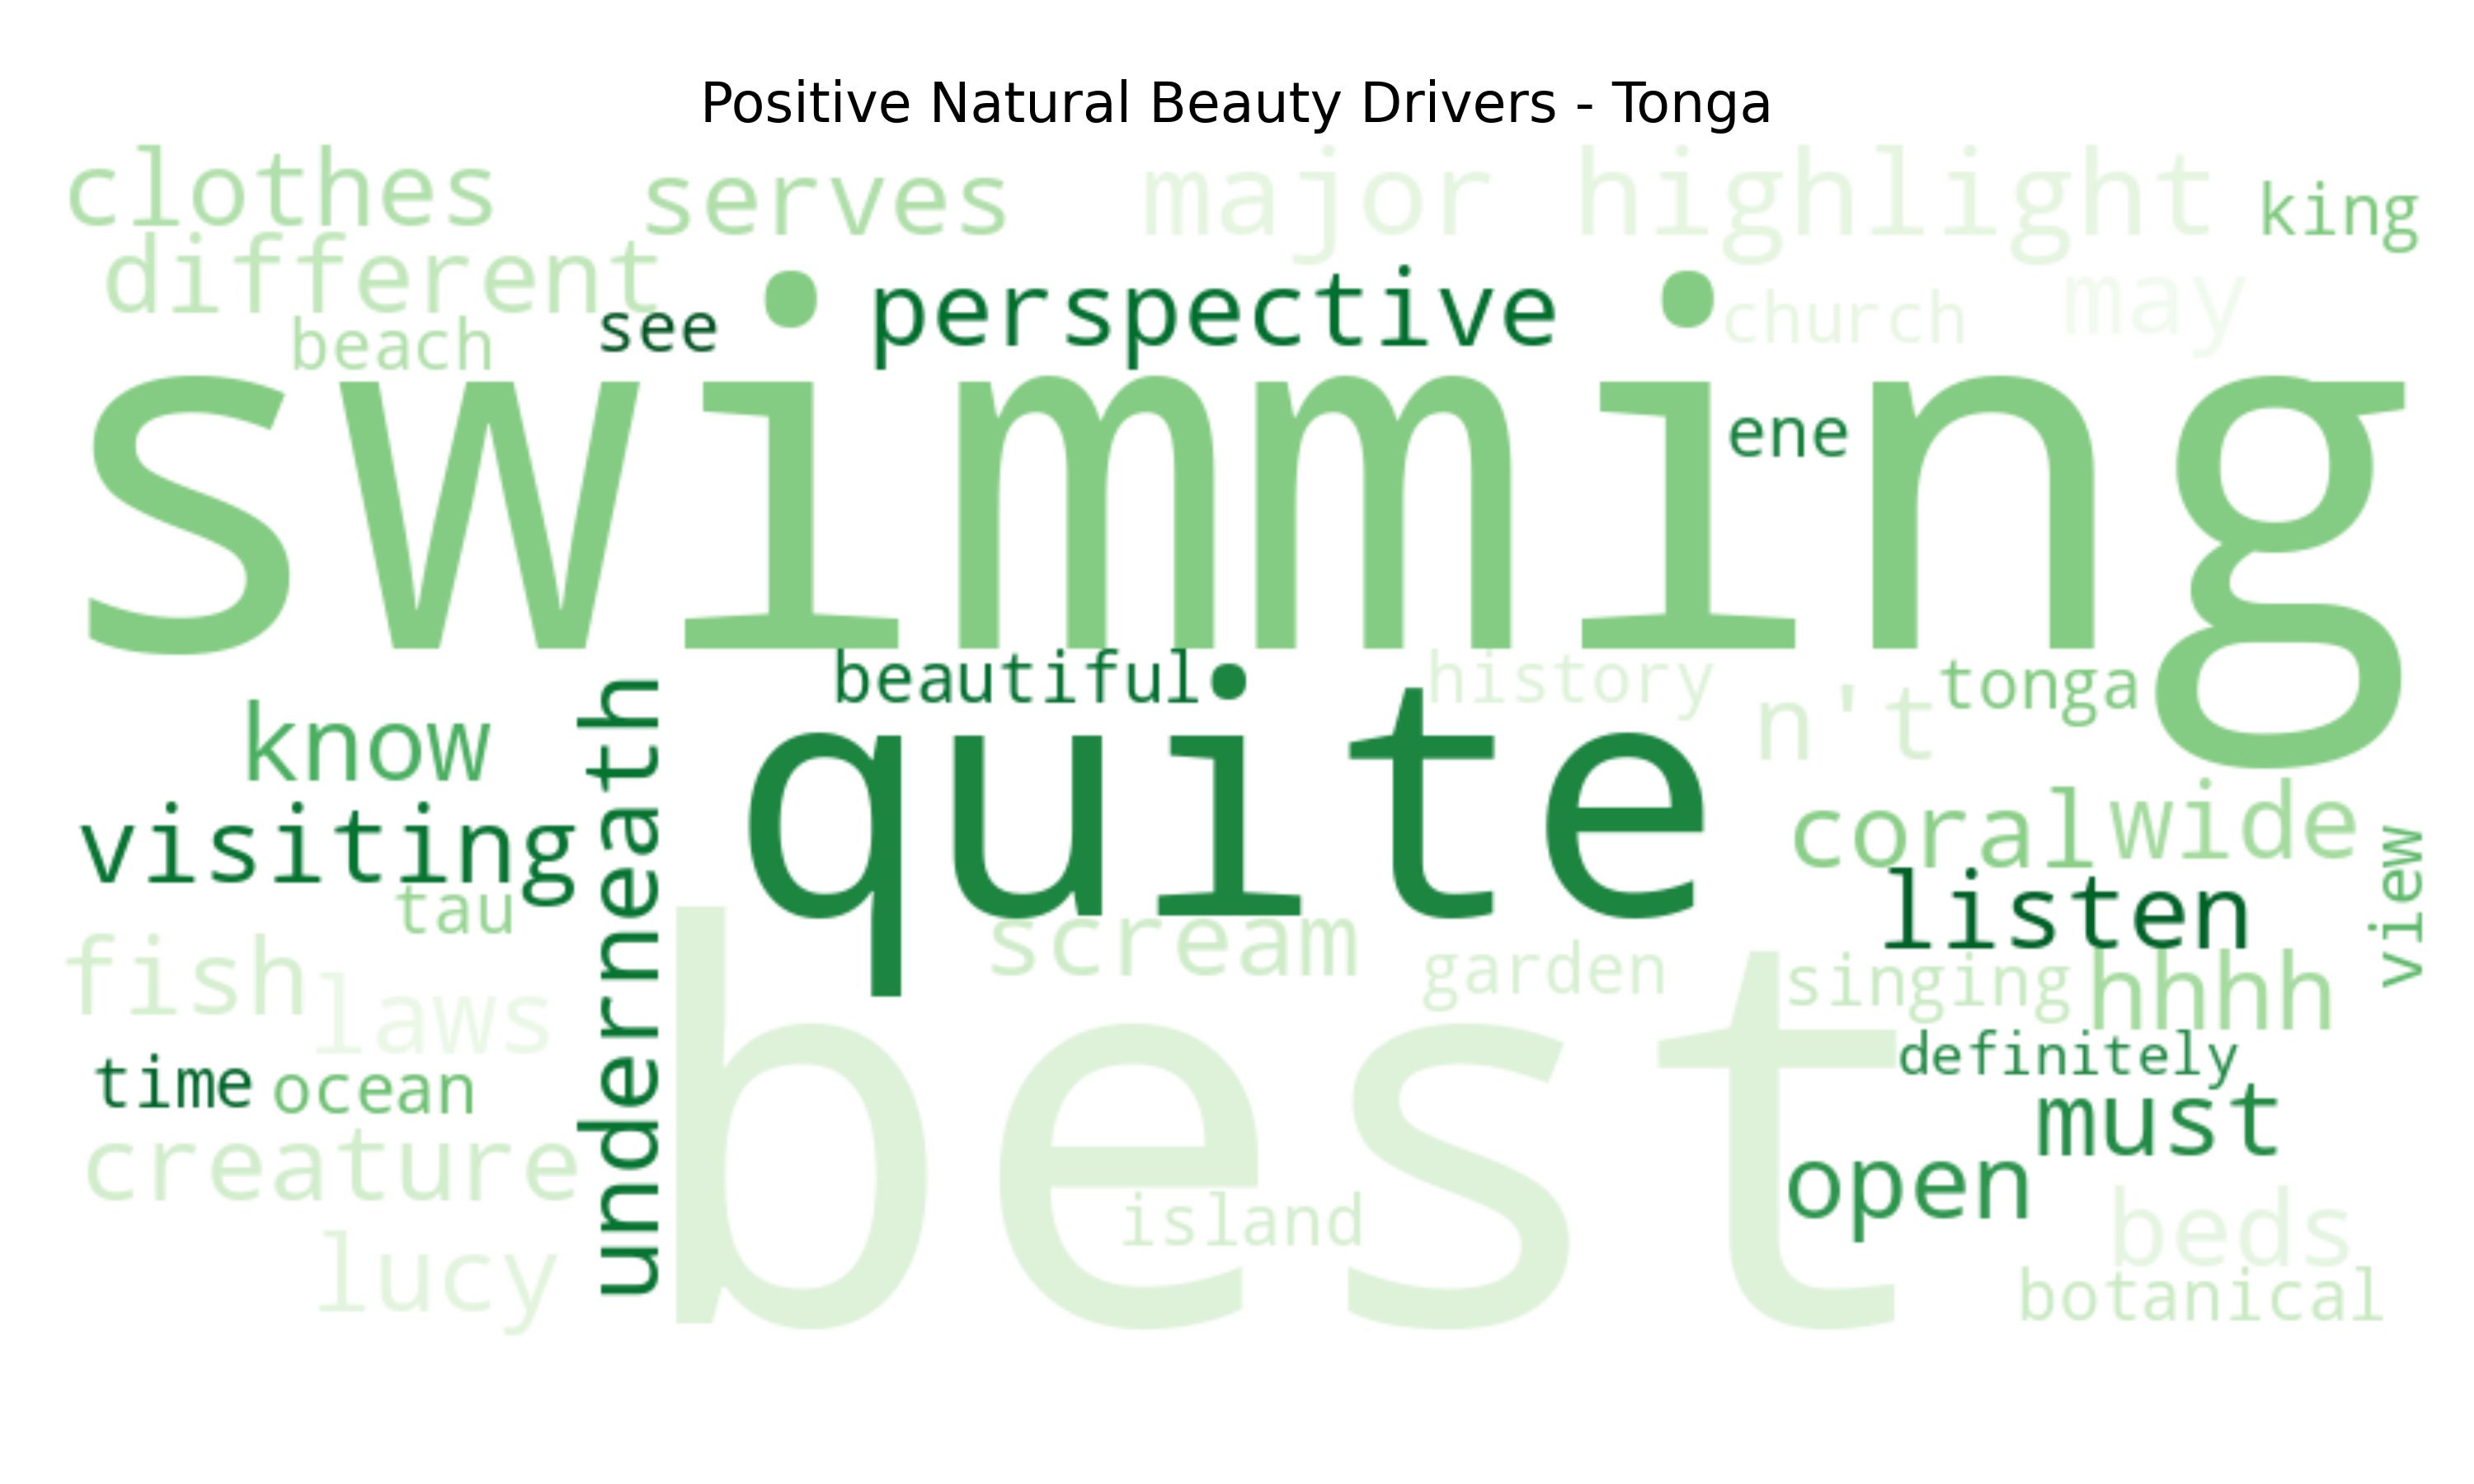 Positive Natural Beauty Drivers - Tonga
clothes serves major highlight king
different see perspective church may
beach
swimming
ene
beautiful history n't tonga
know quite coral wide
visiting underneath view
tau listen
fish laws scream garden singing hhhh
time ocean best definitely
must
creature island open beds
lucy botanical